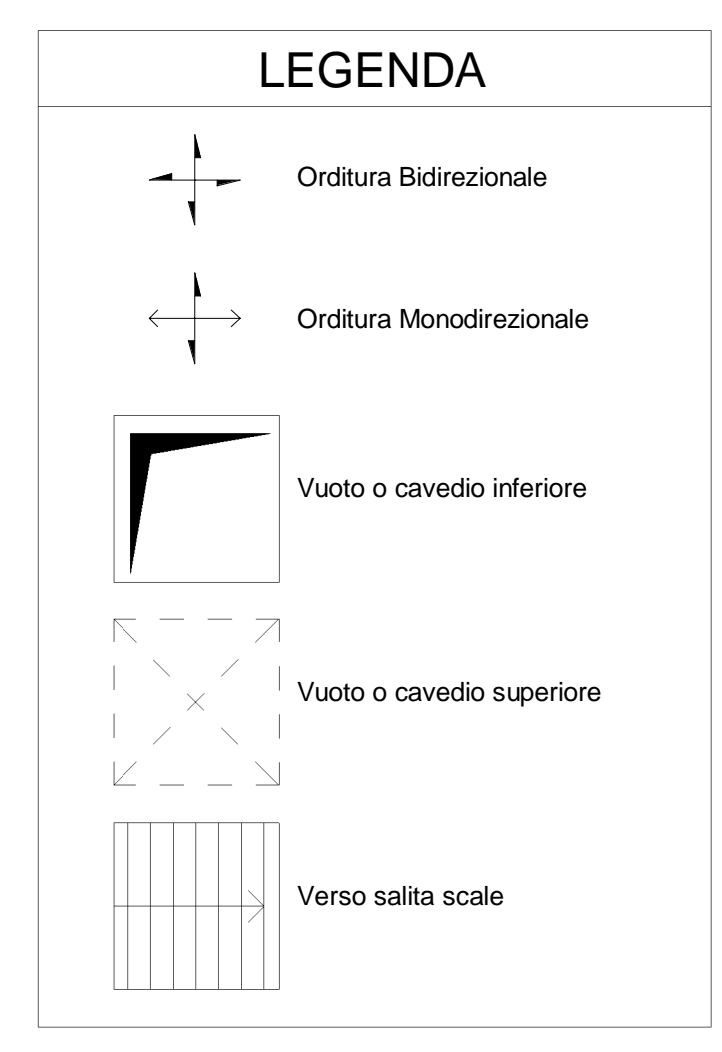 LEGENDA
Orditura Bidirezionale
Orditura Monodirezionale
Vuoto o cavedio inferiore
Vuoto o cavedio superiore
Verso salita scale